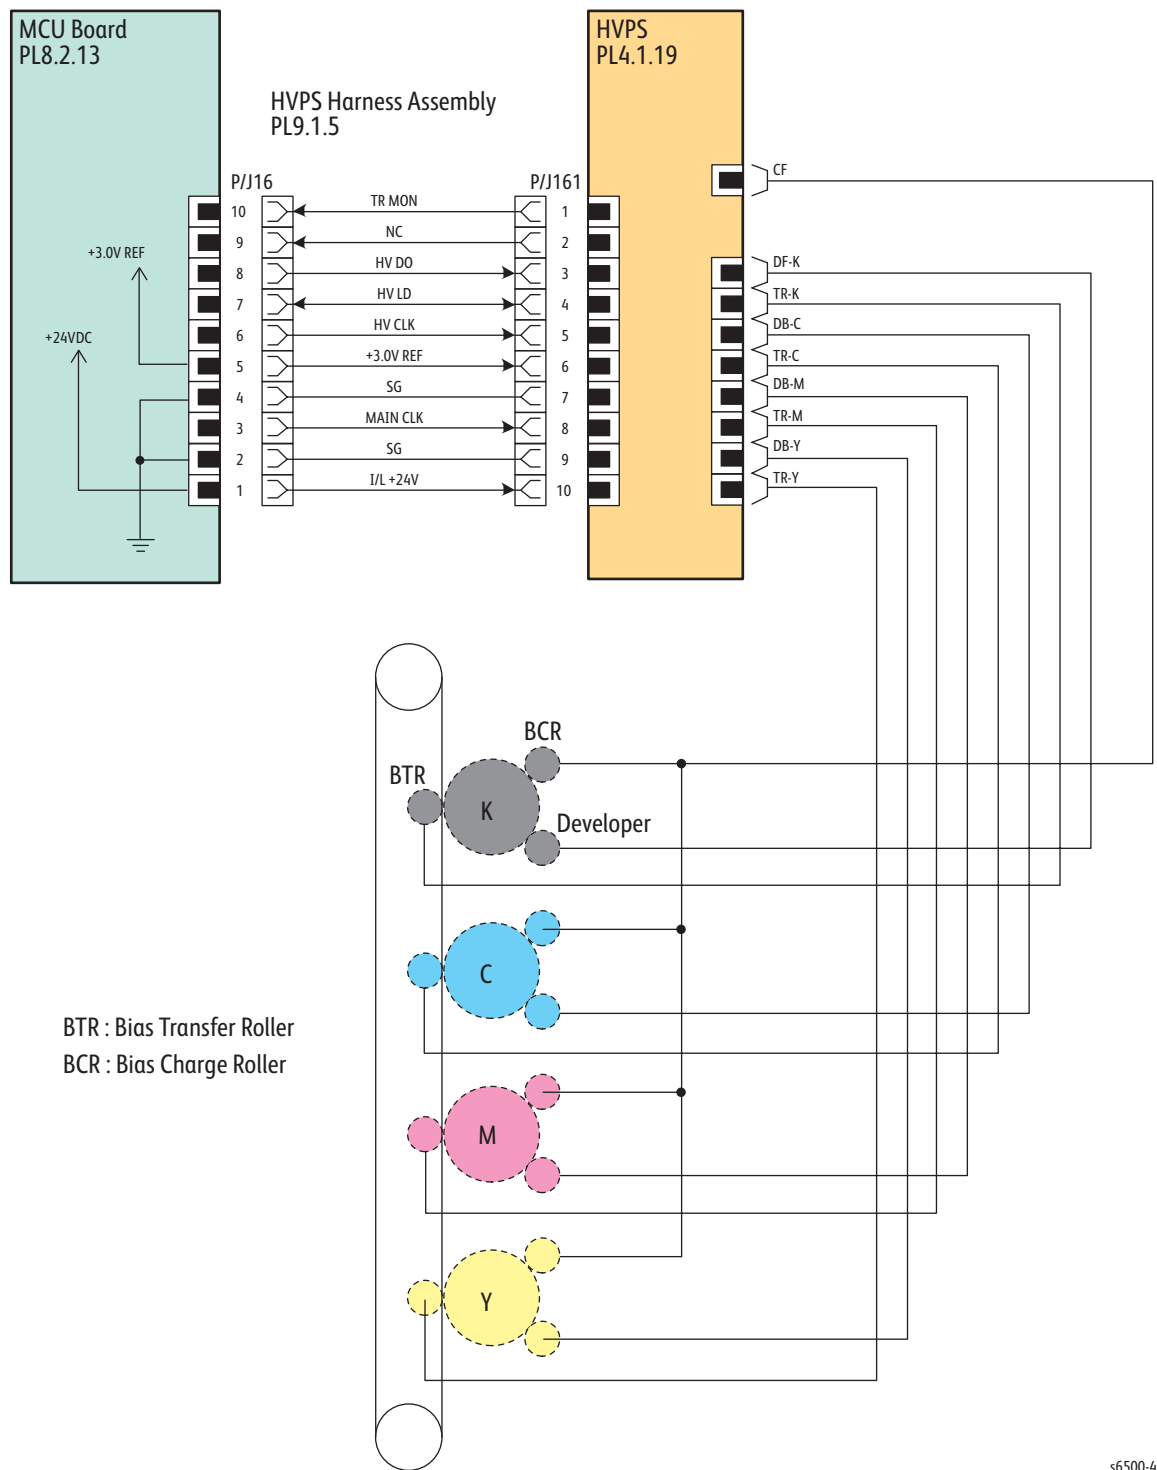 MCU Board
PL8.2.13
HVPS
PL4.1.19
HVPS Harness Assembly
PL9.1.5
P/J16
P/J161
CF
10 TR MON 1
9 NC 2
8 HV DO 3
7 HV LD 4
6 HV CLK 5
5 +3.0V REF 6
4 SG 7
3 MAIN CLK 8
2 SG 9
1 I/L +24V 10
+3.0V REF
+24VDC
DF-K
TR-K
DB-C
TR-C
DB-M
TR-M
DB-Y
TR-Y
BCR
BTR
K
Developer
C
BTR : Bias Transfer Roller
BCR : Bias Charge Roller
M
Y
s6500-4